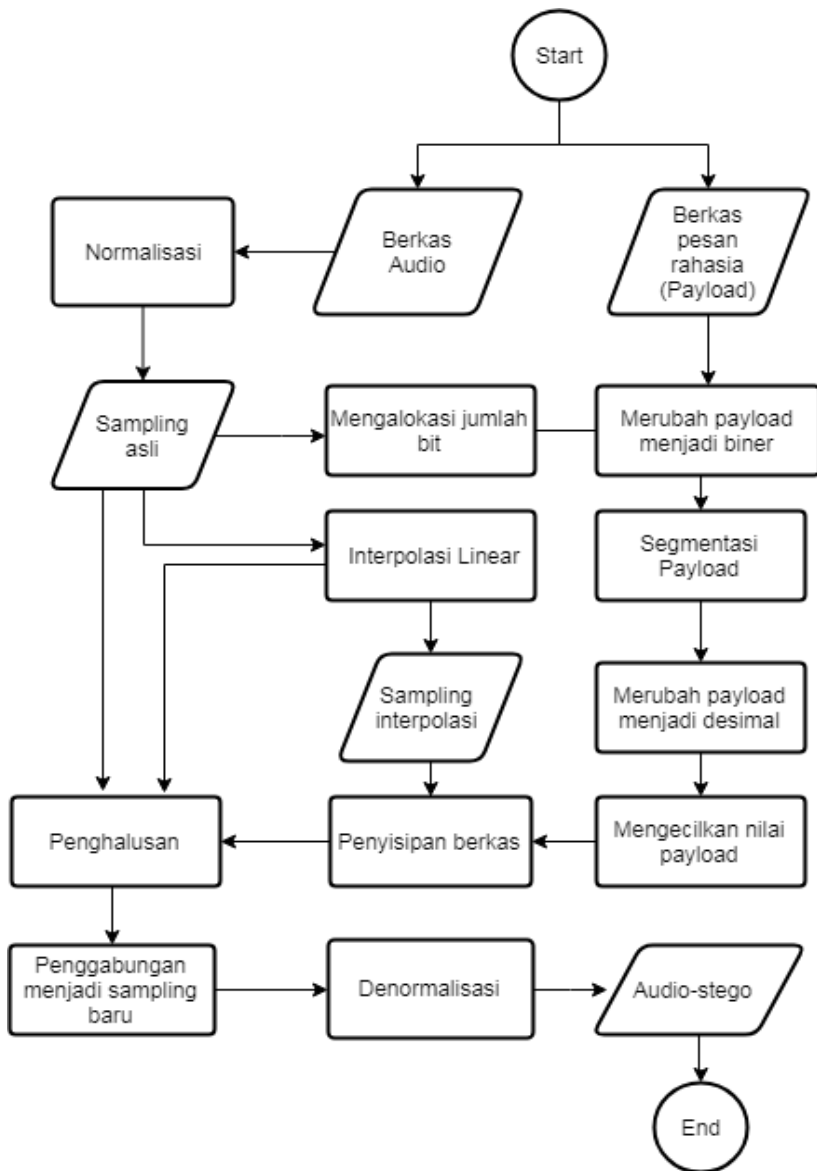 Start
Normalisasi
Berkas
Audio
Berkas
pesan
rahasia
(Payload)
Sampling
asli
Mengalokasi jumlah
bit
Merubah payload
menjadi biner
Interpolasi Linear
Segmentasi
Payload
Sampling
interpolasi
Merubah payload
menjadi desimal
Penghalusan
Penyisipan berkas
Mengecilkan nilai
payload
Penggabungan
menjadi sampling
baru
Denormalisasi
Audio-stego
End